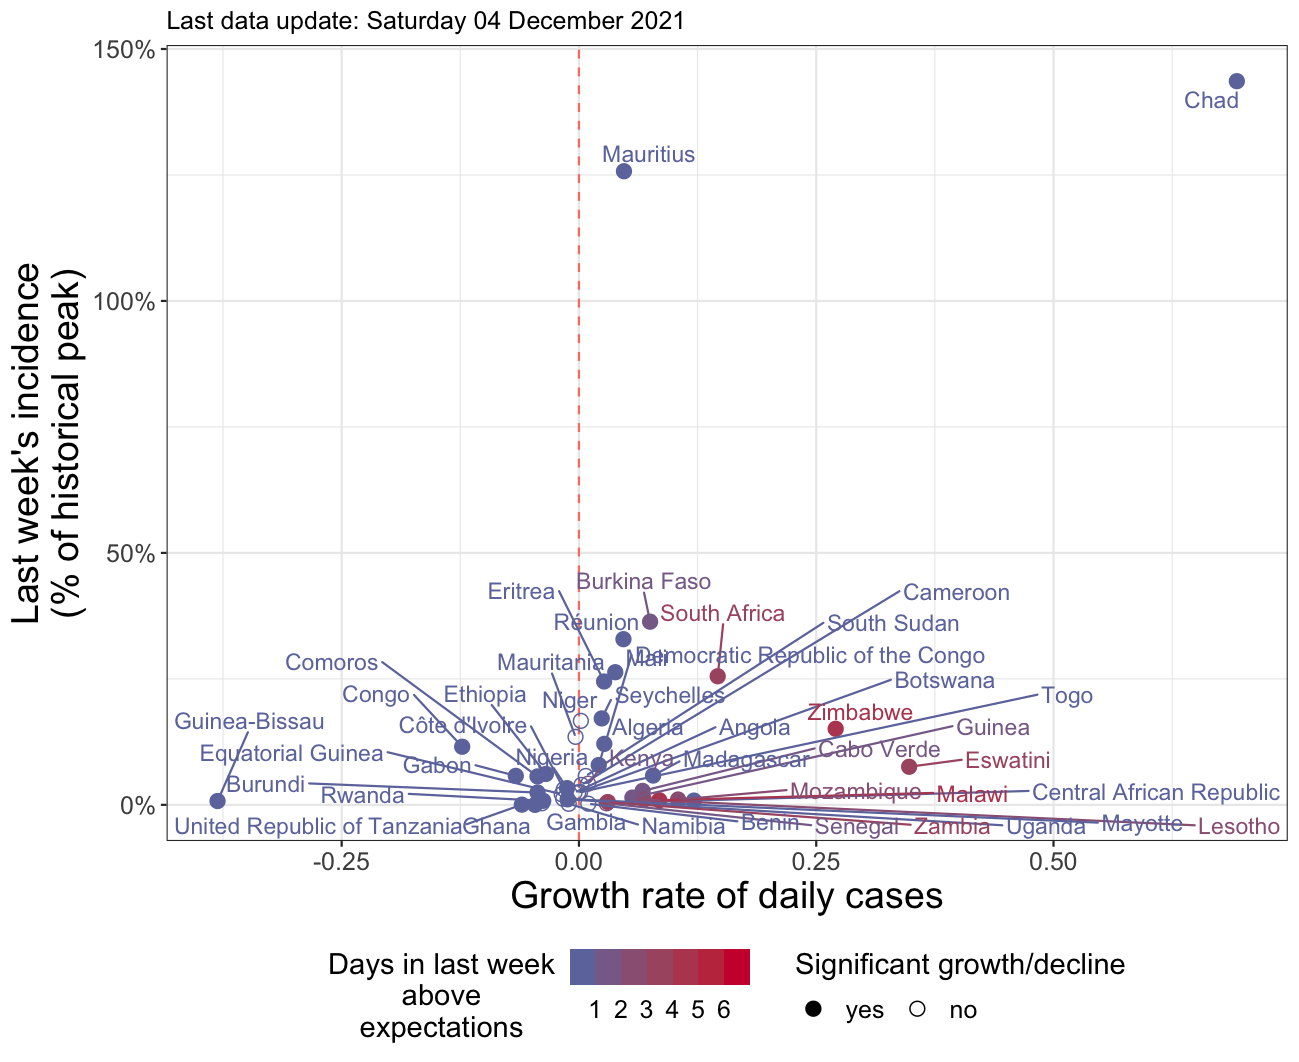 Last data update: Saturday 04 December 2021
150%
100%
50%
0%
Last week's incidence
(% of historical peak)
Chad
Mauritius
Burkina Faso
Eritrea
Cameroon
South Africa
Réunion
South Sudan
Mali
Democratic Republic of the Congo
Mauritania
Comoros
Botswana
Congo
Ethiopia
Niger
Seychelles
Togo
Zimbabwe
Guinea-Bissau
Côte d'Ivoire
Algeria
Angola
Guinea
Equatorial Guinea
Gabon
Nigeria
Kenya
Madagascar
Cabo Verde
Eswatini
Burundi
Rwanda
Mozambique
Malawi
Central African Republic
United Republic of Tanzania
Ghana
Gambia
Namibia
Benin
Senegal
Zambia
Uganda
Mayotte
Lesotho
-0.25
0.00
0.25
0.50
Growth rate of daily cases
Days in last week
above
expectations
1 2 3 4 5 6
Significant growth/decline
yes
no